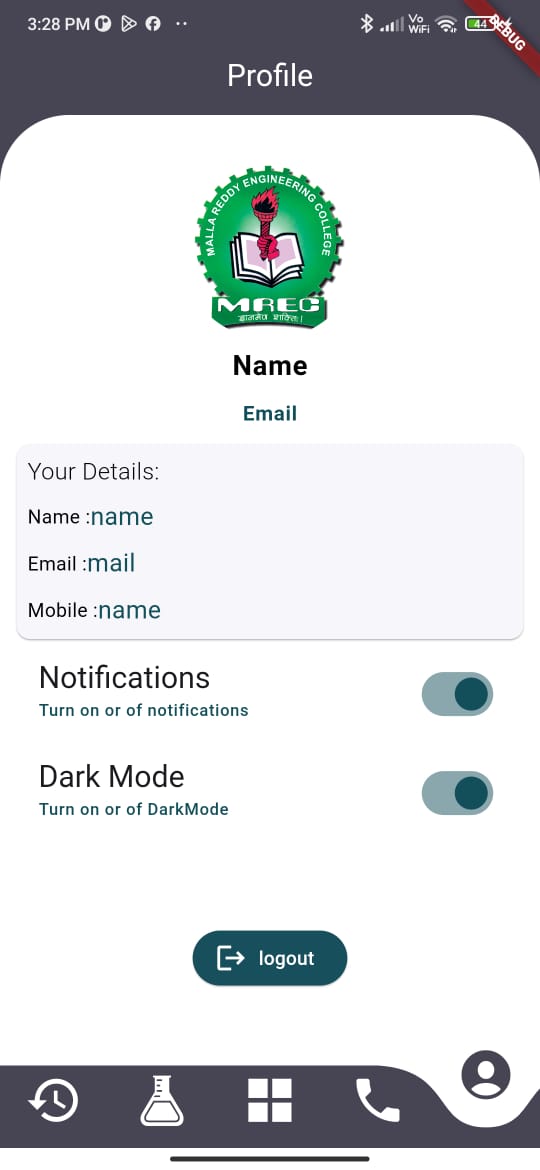 3:28 PM
Vo
WiFi
44
DEBUG
Profile
MALLA REDDY ENGINEERING COLLEGE
MREC
ज्ञानमेव शक्तिः।
Name
Email
Your Details:
Name :name
Email :mail
Mobile :name
Notifications
Turn on or of notifications
Dark Mode
Turn on or of DarkMode
logout